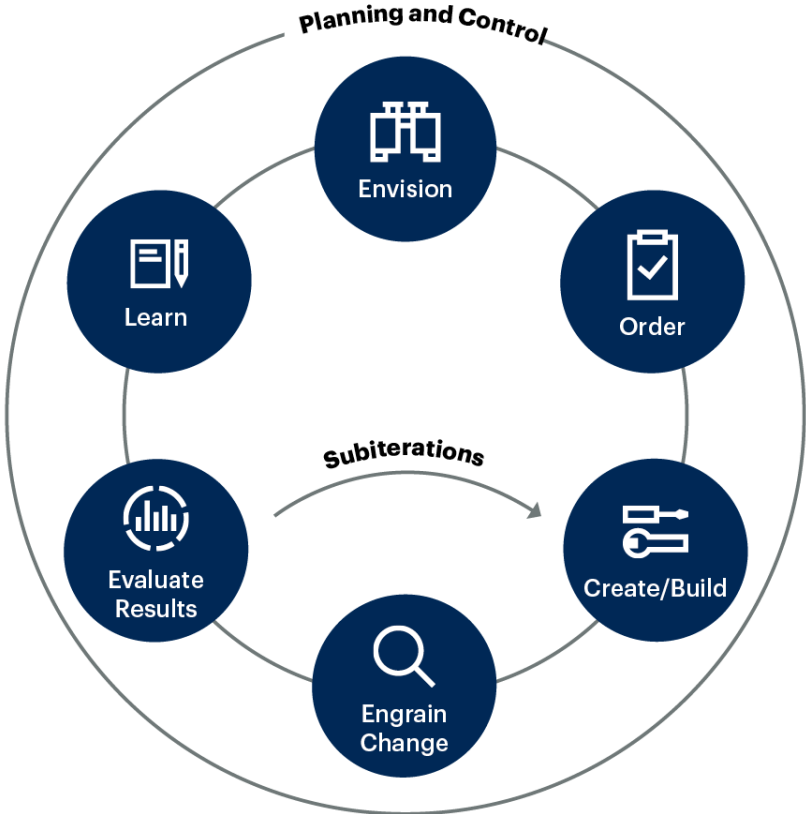 Planning and Control
Envision
Order
Learn
Subiterations
Create/Build
Evaluate
Results
Engrain
Change